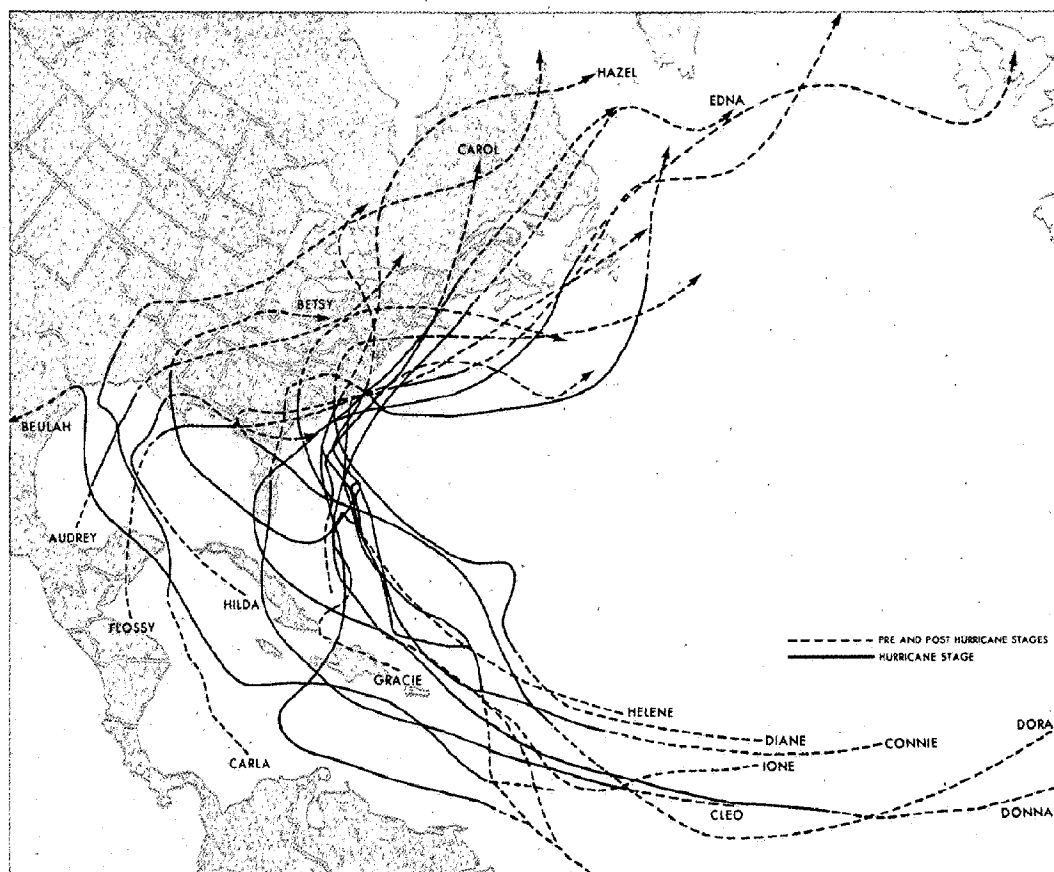 HAZEL
EDNA
CAROL
BETSY
BEULAH
AUDREY
HILDA
FLOSSY
GRACIE
PRE AND POST HURRICANE STAGES
HURRICANE STAGE
HELENE
DORA
DIANE
CONNIE
CARLA
IONE
CLEO
DONNA